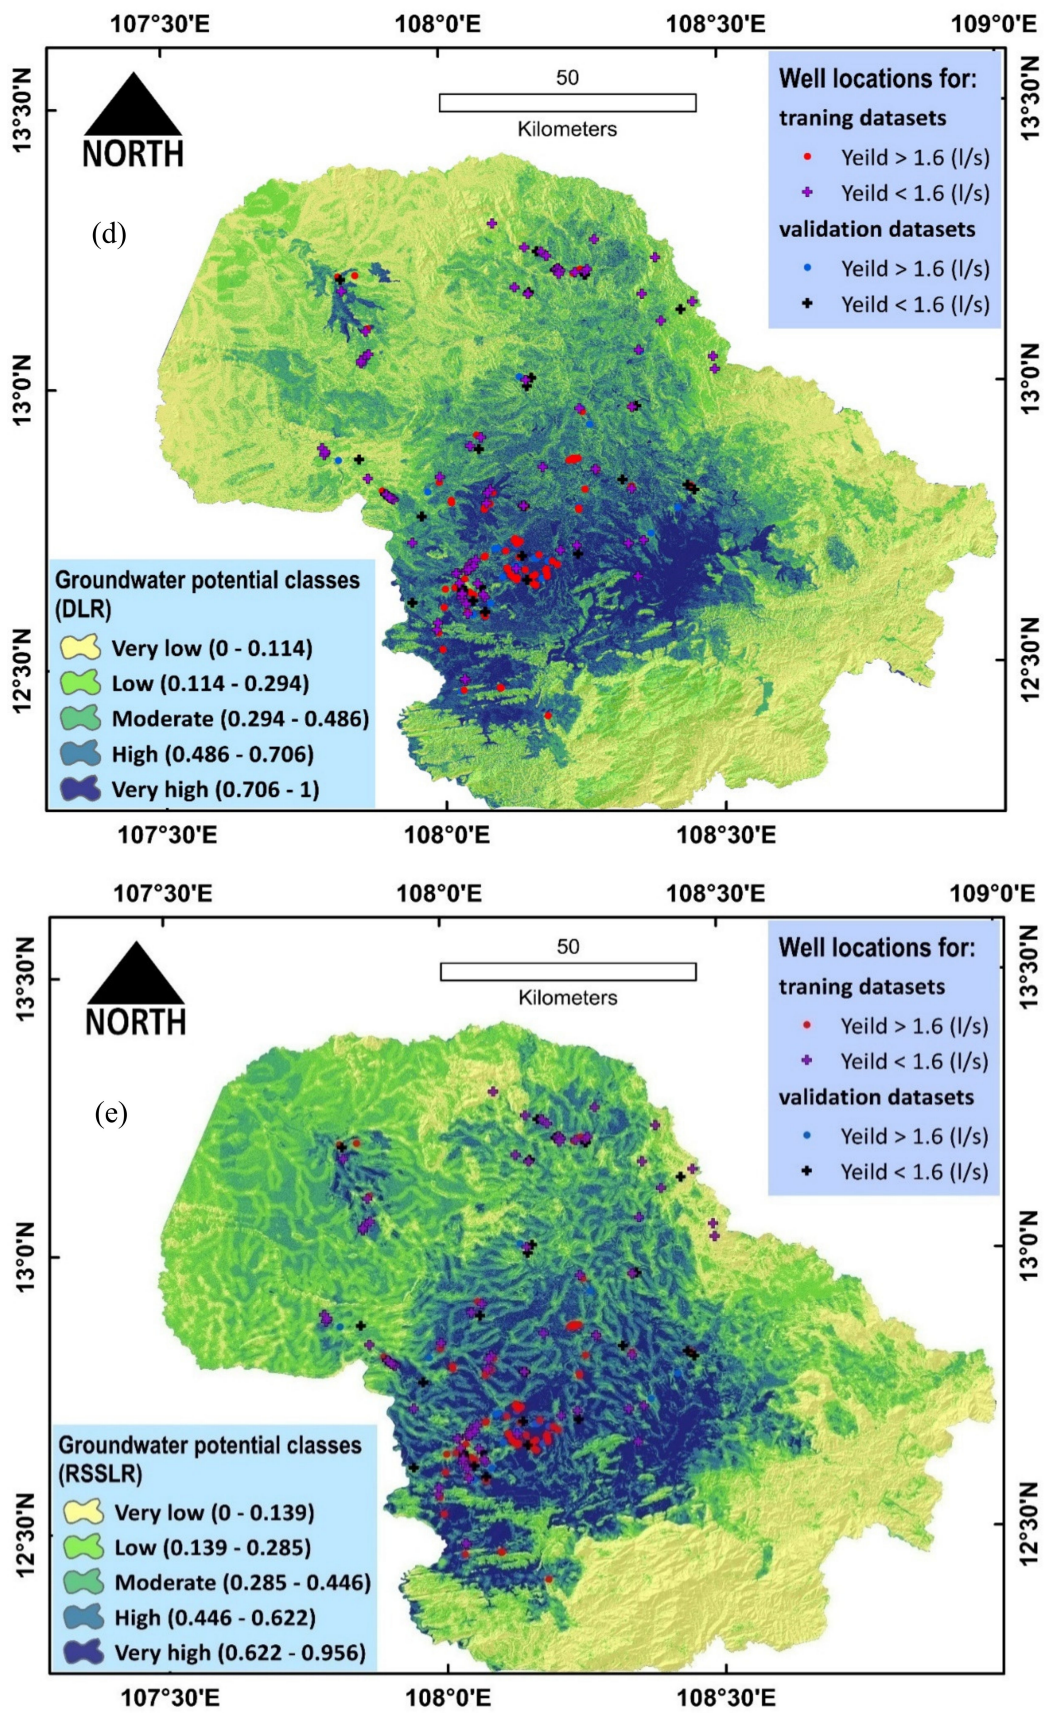 107°30'E 108°0'E 108°30'E 109°0'E
13°30'N
13°0'N
12°30'N
13°30'N
13°0'N
12°30'N
NORTH
50
Kilometers
(d)
Well locations for:
traning datasets
Yeild > 1.6 (l/s)
Yeild < 1.6 (l/s)
validation datasets
Yeild > 1.6 (l/s)
Yeild < 1.6 (l/s)
Groundwater potential classes
(DLR)
Very low (0 - 0.114)
Low (0.114 - 0.294)
Moderate (0.294 - 0.486)
High (0.486 - 0.706)
Very high (0.706 - 1)
107°30'E 108°0'E 108°30'E
107°30'E 108°0'E 108°30'E 109°0'E
13°30'N
13°0'N
12°30'N
13°30'N
13°0'N
12°30'N
NORTH
50
Kilometers
(e)
Well locations for:
traning datasets
Yeild > 1.6 (l/s)
Yeild < 1.6 (l/s)
validation datasets
Yeild > 1.6 (l/s)
Yeild < 1.6 (l/s)
Groundwater potential classes
(RSSLR)
Very low (0 - 0.139)
Low (0.139 - 0.285)
Moderate (0.285 - 0.446)
High (0.446 - 0.622)
Very high (0.622 - 0.956)
107°30'E 108°0'E 108°30'E